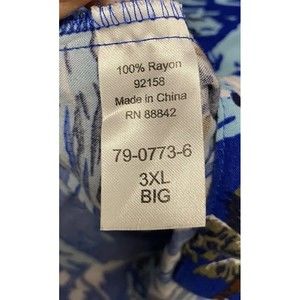 100% Rayon
92158
Made in China
RN 88842
79-0773-6
3XL
BIG